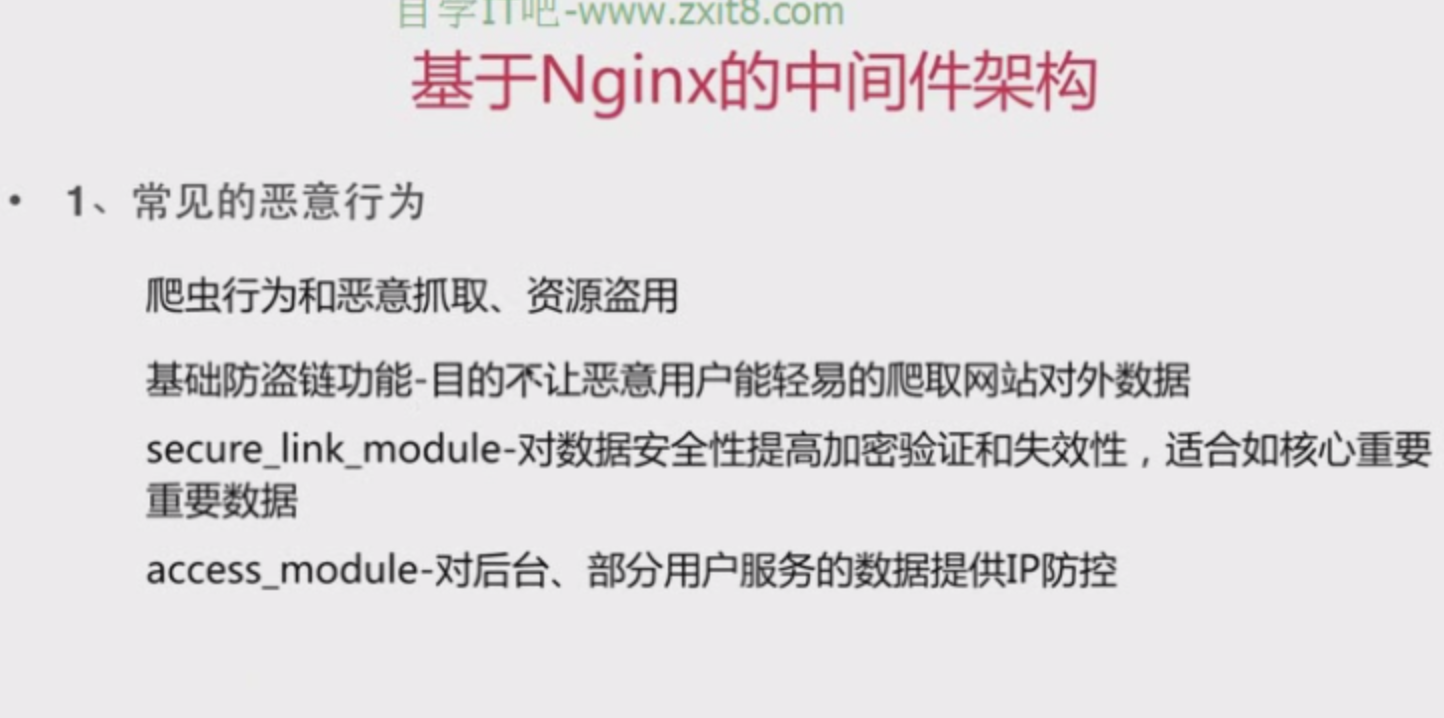 自学IT吧-www.zxit8.com
基于Nginx的中间件架构
• 1、常见的恶意行为
爬虫行为和恶意抓取、资源盗用
基础防盗链功能-目的不让恶意用户能轻易的爬取网站对外数据
secure_link_module-对数据安全性提高加密验证和失效性，适合如核心重要
重要数据
access_module-对后台、部分用户服务的数据提供IP防控